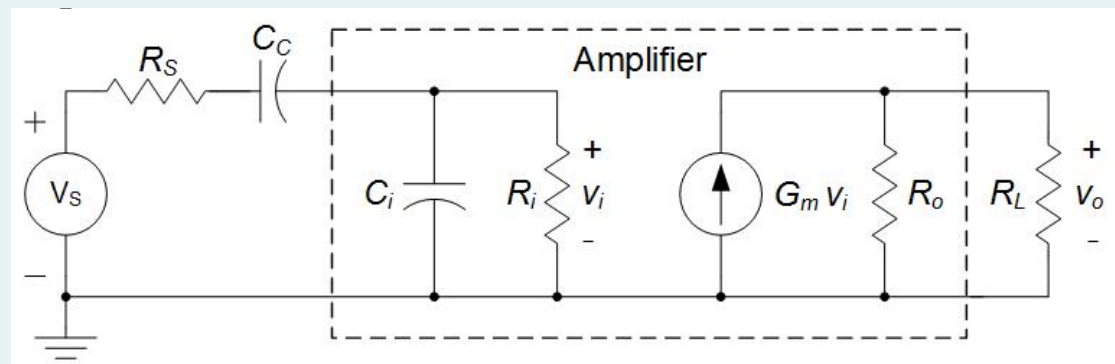 C_C
R_S
Amplifier
+
+
+
V_S
C_i
R_i
v_i
G_m v_i
R_o
R_L
v_o
-
-
−